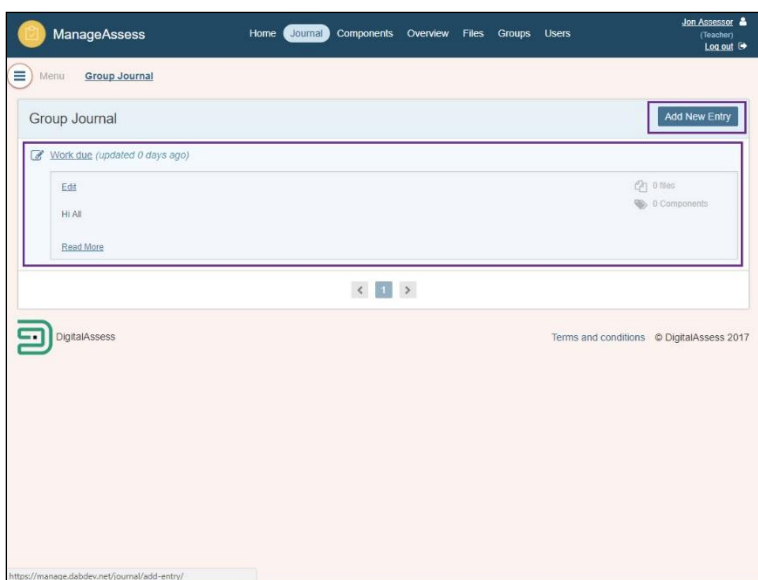 ManageAssess
Home Journal Components Overview Files Groups Users
Jon Assessor
(Teacher)
Log out
Menu Group Journal
Group Journal
Add New Entry
Work due (updated 0 days ago)
Edit
0 files
0 Components
Hi All
Read More
< 1 >
DigitalAssess
Terms and conditions © DigitalAssess 2017
https://manage.dabdev.net/journal/add-entry/